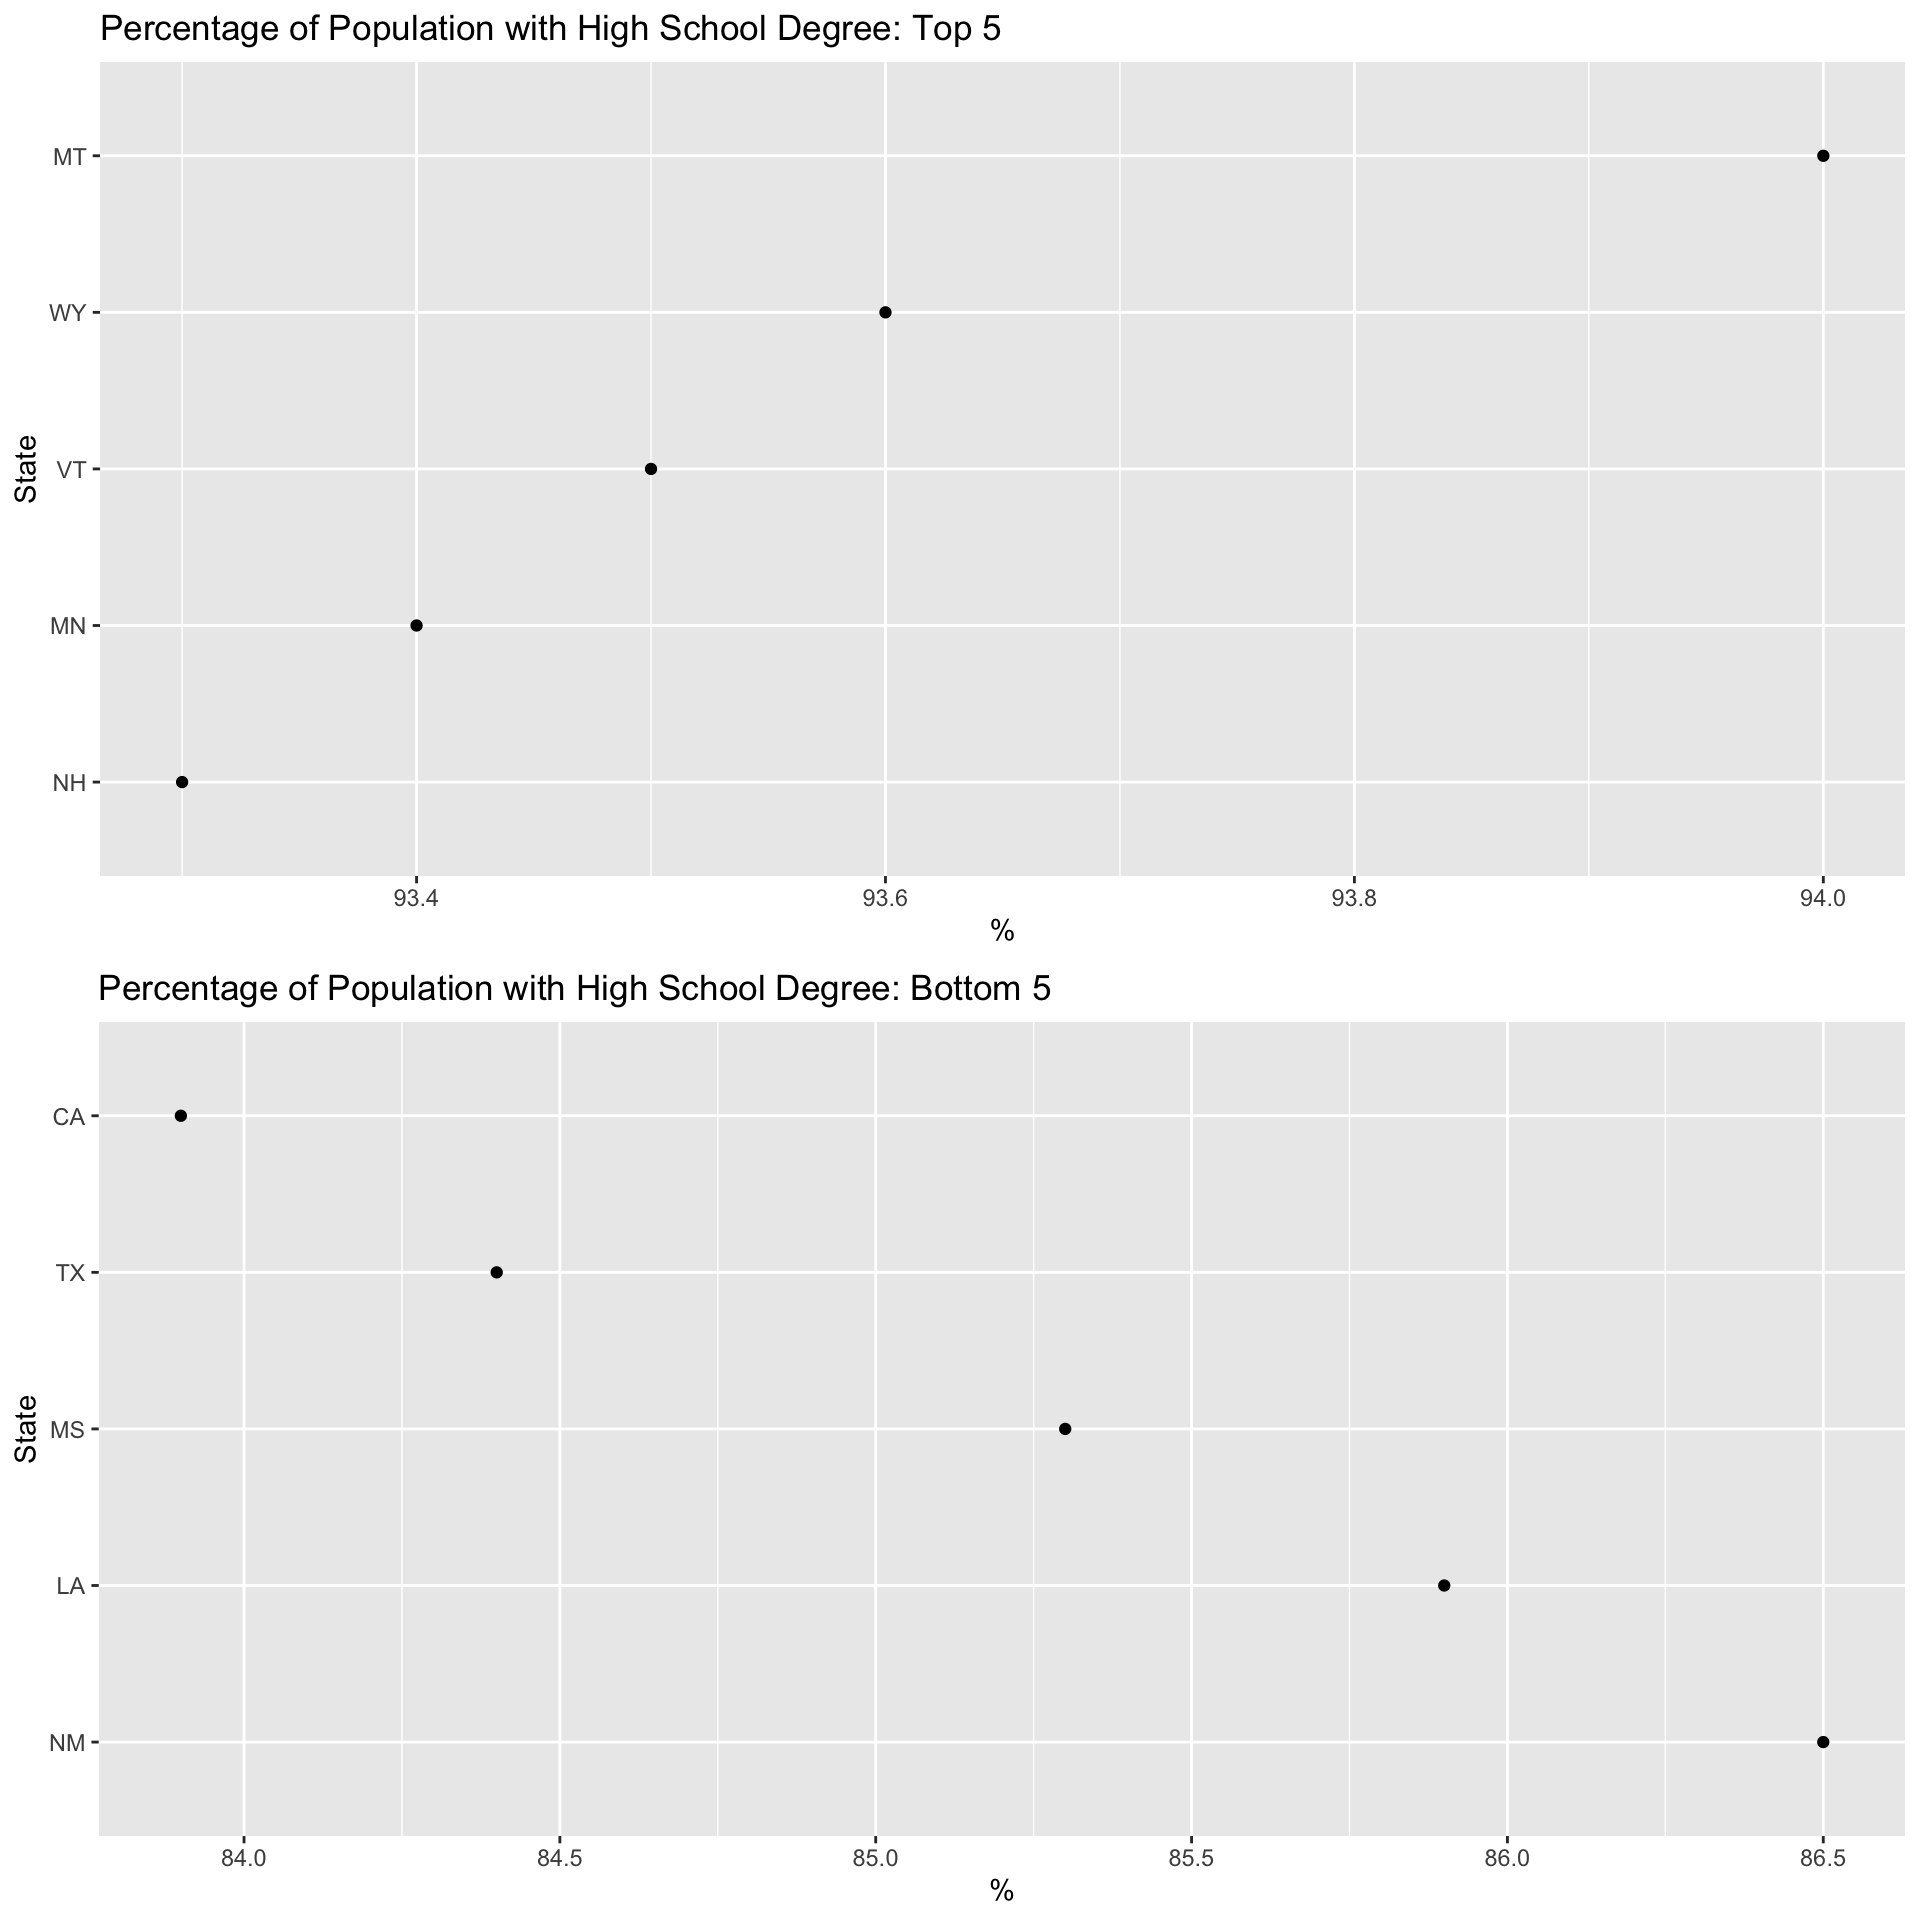 Percentage of Population with High School Degree: Top 5
MT
WY
VT
MN
NH
State
93.4 93.6 93.8 94.0
%
Percentage of Population with High School Degree: Bottom 5
CA
TX
MS
LA
NM
State
84.0 84.5 85.0 85.5 86.0 86.5
%